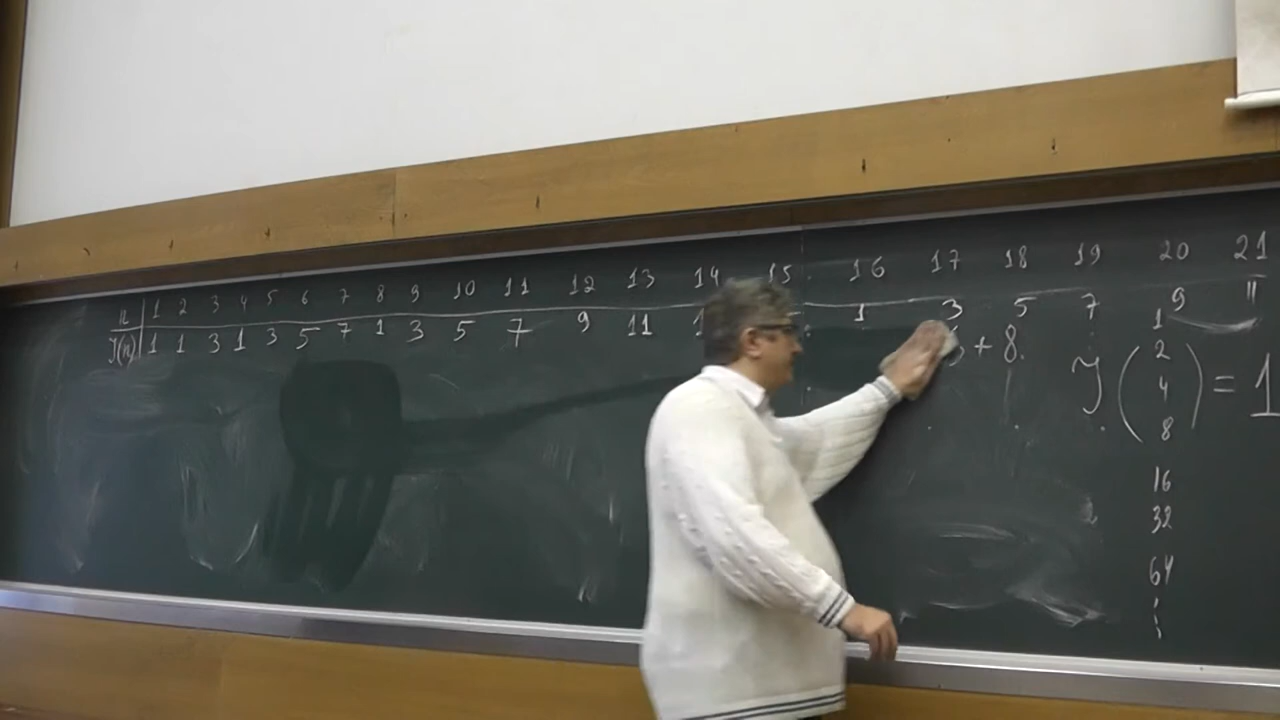 n 1 2 3 4 5 6 7 8 9 10 11 12 13 14 15 16 17 18 19 20 21
J(n) 1 1 3 1 3 5 7 1 3 5 7 9 11 1 3 5 7 9 11
+ 8.
J ( 1 2 4 8 ) = 1
16
32
64
⋮